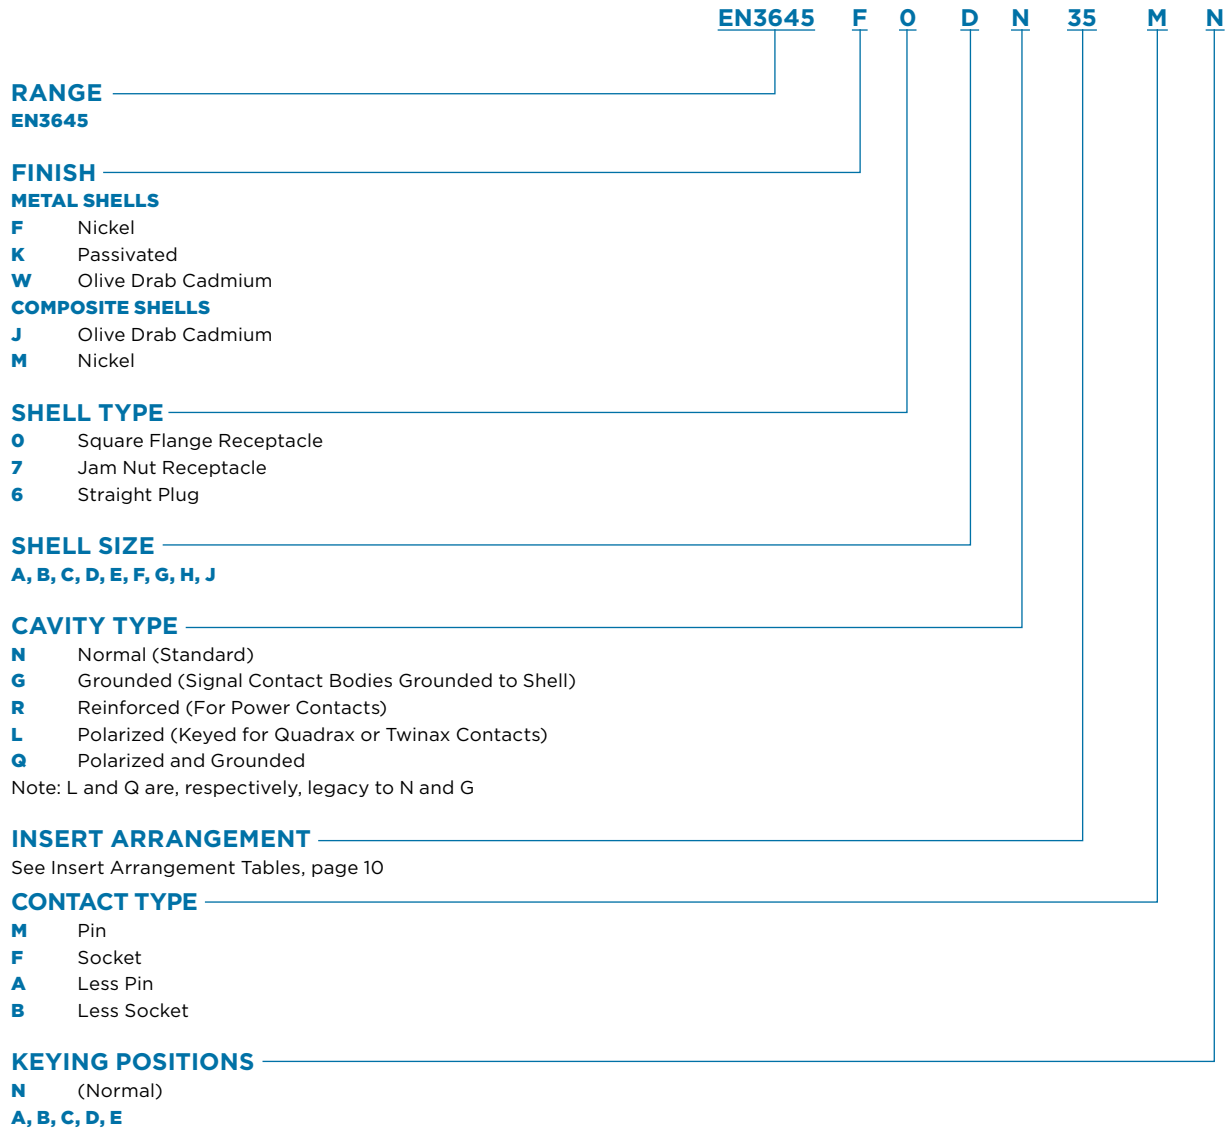 EN3645 F 0 D N 35 M N
RANGE
EN3645
FINISH
METAL SHELLS
F Nickel
K Passivated
W Olive Drab Cadmium
COMPOSITE SHELLS
J Olive Drab Cadmium
M Nickel
SHELL TYPE
0 Square Flange Receptacle
7 Jam Nut Receptacle
6 Straight Plug
SHELL SIZE
A, B, C, D, E, F, G, H, J
CAVITY TYPE
N Normal (Standard)
G Grounded (Signal Contact Bodies Grounded to Shell)
R Reinforced (For Power Contacts)
L Polarized (Keyed for Quadrax or Twinax Contacts)
Q Polarized and Grounded
Note: L and Q are, respectively, legacy to N and G
INSERT ARRANGEMENT
See Insert Arrangement Tables, page 10
CONTACT TYPE
M Pin
F Socket
A Less Pin
B Less Socket
KEYING POSITIONS
N (Normal)
A, B, C, D, E